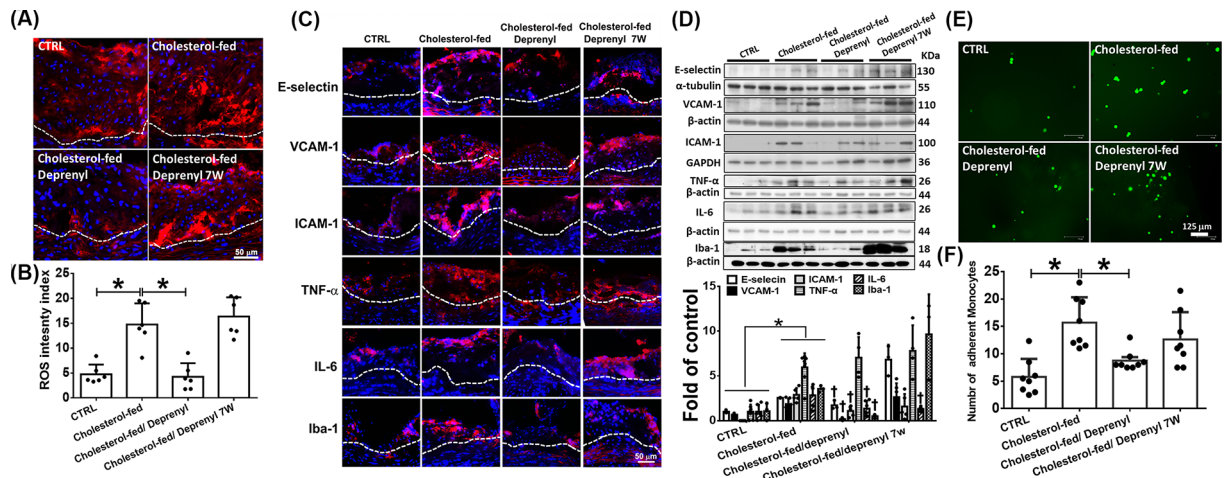 (A)
CTRL
Cholesterol-fed
Cholesterol-fed
Deprenyl
Cholesterol-fed
Deprenyl 7W
50 μm
(B)
ROS intesnty index
25
20
15
10
5
0
* *
CTRL
Cholesterol-fed
Cholesterol-fed/ Deprenyl
Cholesterol-fed/ Deprenyl 7W
(C)
CTRL
Cholesterol-fed
Cholesterol-fed
Deprenyl
Cholesterol-fed
Deprenyl 7W
E-selectin
VCAM-1
ICAM-1
TNF-α
IL-6
Iba-1
50 μm
(D)
CTRL
Cholesterol-fed
Cholesterol-fed
Deprenyl
Cholesterol-fed
Deprenyl 7W
KDa
E-selectin 130
α-tubulin 55
VCAM-1 110
β-actin 44
ICAM-1 100
GAPDH 36
TNF-α 26
β-actin 44
IL-6 26
β-actin 44
Iba-1 18
β-actin 44
E-selecin ICAM-1 IL-6
VCAM-1 TNF-α Iba-1
Fold of control
15
10
5
0
*
† † † † † †
CTRL
Cholesterol-fed
Cholesterol-fed/deprenyl
Cholesterol-fed/deprenyl 7w
(E)
CTRL
Cholesterol-fed
Cholesterol-fed
Deprenyl
Cholesterol-fed
Deprenyl 7W
125 μm
(F)
Numbr of adherent Monocytes
25
20
15
10
5
0
* *
CTRL
Cholesterol-fed
Cholesterol-fed/ Deprenyl
Cholesterol-fed/ Deprenyl 7W